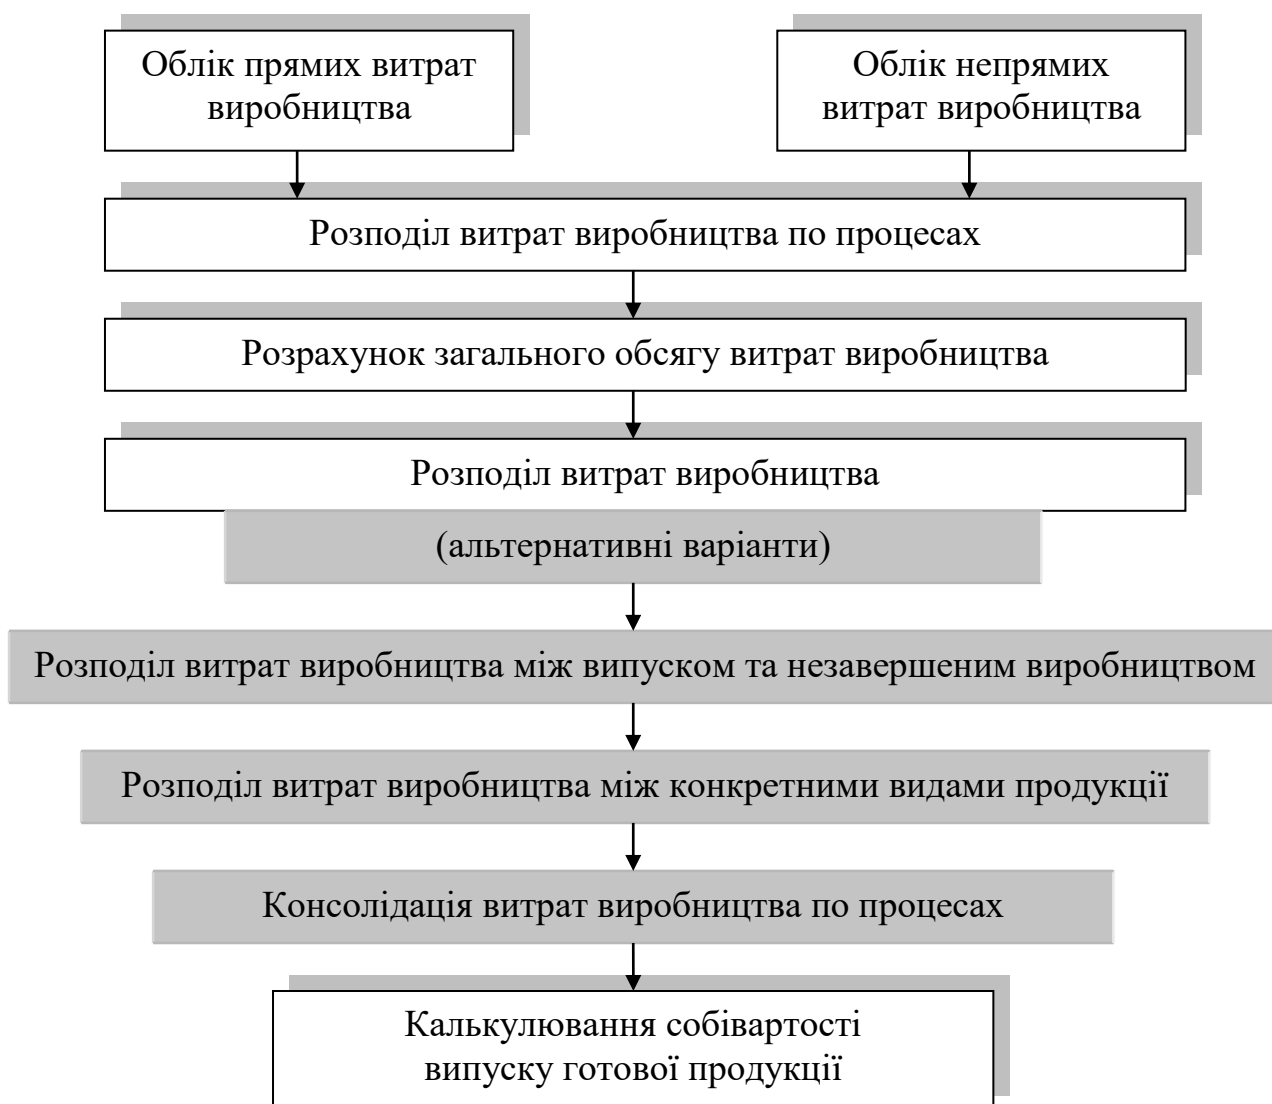 Облік прямих витрат
виробництва
Облік непрямих
витрат виробництва
Розподіл витрат виробництва по процесах
Розрахунок загального обсягу витрат виробництва
Розподіл витрат виробництва
(альтернативні варіанти)
Розподіл витрат виробництва між випуском та незавершеним виробництвом
Розподіл витрат виробництва між конкретними видами продукції
Консолідація витрат виробництва по процесах
Калькулювання собівартості
випуску готової продукції